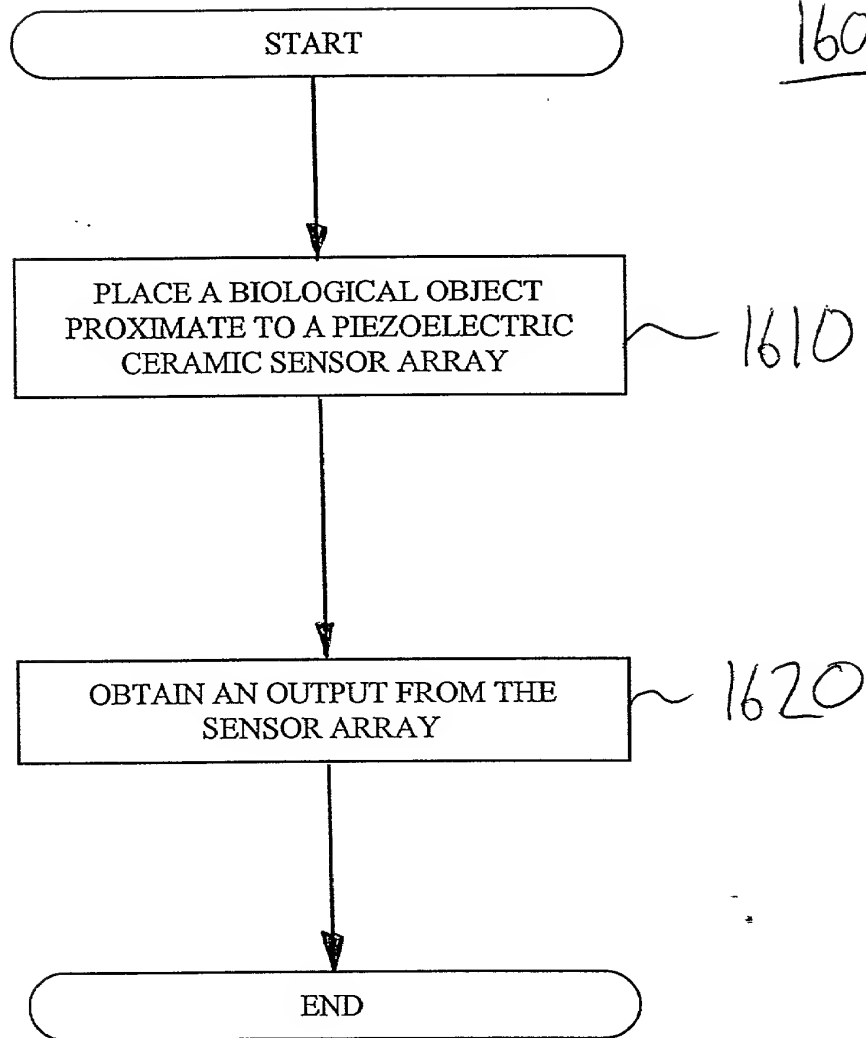 START
PLACE A BIOLOGICAL OBJECT
PROXIMATE TO A PIEZOELECTRIC
CERAMIC SENSOR ARRAY
1610
OBTAIN AN OUTPUT FROM THE
SENSOR ARRAY
1620
END